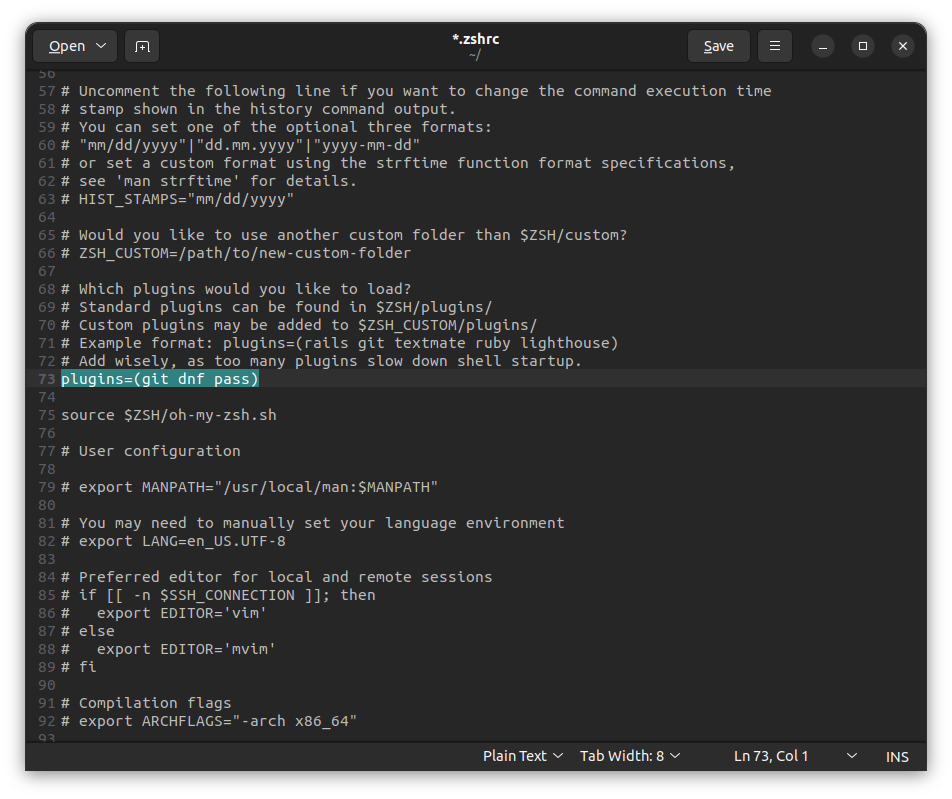 Open
*.zshrc
~/
Save
56
57 # Uncomment the following line if you want to change the command execution time
58 # stamp shown in the history command output.
59 # You can set one of the optional three formats:
60 # "mm/dd/yyyy"|"dd.mm.yyyy"|"yyyy-mm-dd"
61 # or set a custom format using the strftime function format specifications,
62 # see 'man strftime' for details.
63 # HIST_STAMPS="mm/dd/yyyy"
64
65 # Would you like to use another custom folder than $ZSH/custom?
66 # ZSH_CUSTOM=/path/to/new-custom-folder
67
68 # Which plugins would you like to load?
69 # Standard plugins can be found in $ZSH/plugins/
70 # Custom plugins may be added to $ZSH_CUSTOM/plugins/
71 # Example format: plugins=(rails git textmate ruby lighthouse)
72 # Add wisely, as too many plugins slow down shell startup.
73 plugins=(git dnf pass)
74
75 source $ZSH/oh-my-zsh.sh
76
77 # User configuration
78
79 # export MANPATH="/usr/local/man:$MANPATH"
80
81 # You may need to manually set your language environment
82 # export LANG=en_US.UTF-8
83
84 # Preferred editor for local and remote sessions
85 # if [[ -n $SSH_CONNECTION ]]; then
86 #   export EDITOR='vim'
87 # else
88 #   export EDITOR='mvim'
89 # fi
90
91 # Compilation flags
92 # export ARCHFLAGS="-arch x86_64"
93
Plain Text
Tab Width: 8
Ln 73, Col 1
INS